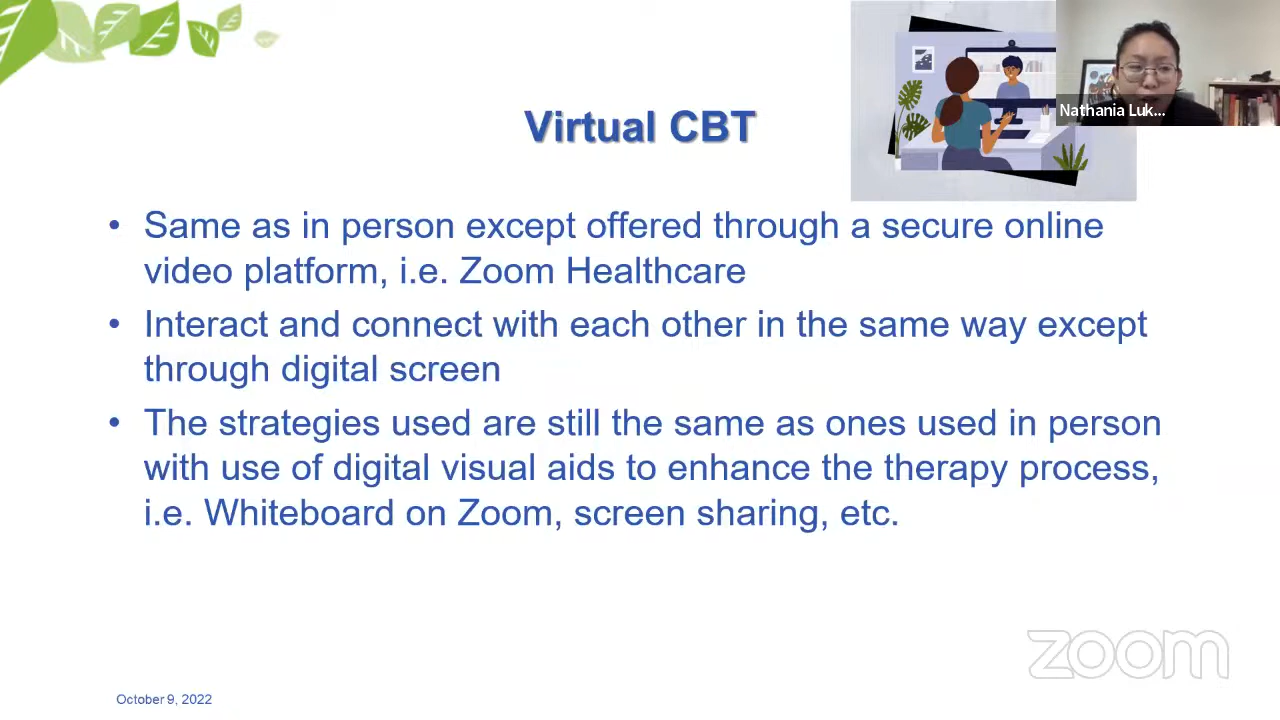 Nathania Luk...
Virtual CBT
• Same as in person except offered through a secure online
video platform, i.e. Zoom Healthcare
• Interact and connect with each other in the same way except
through digital screen
• The strategies used are still the same as ones used in person
with use of digital visual aids to enhance the therapy process,
i.e. Whiteboard on Zoom, screen sharing, etc.
zoom
October 9, 2022